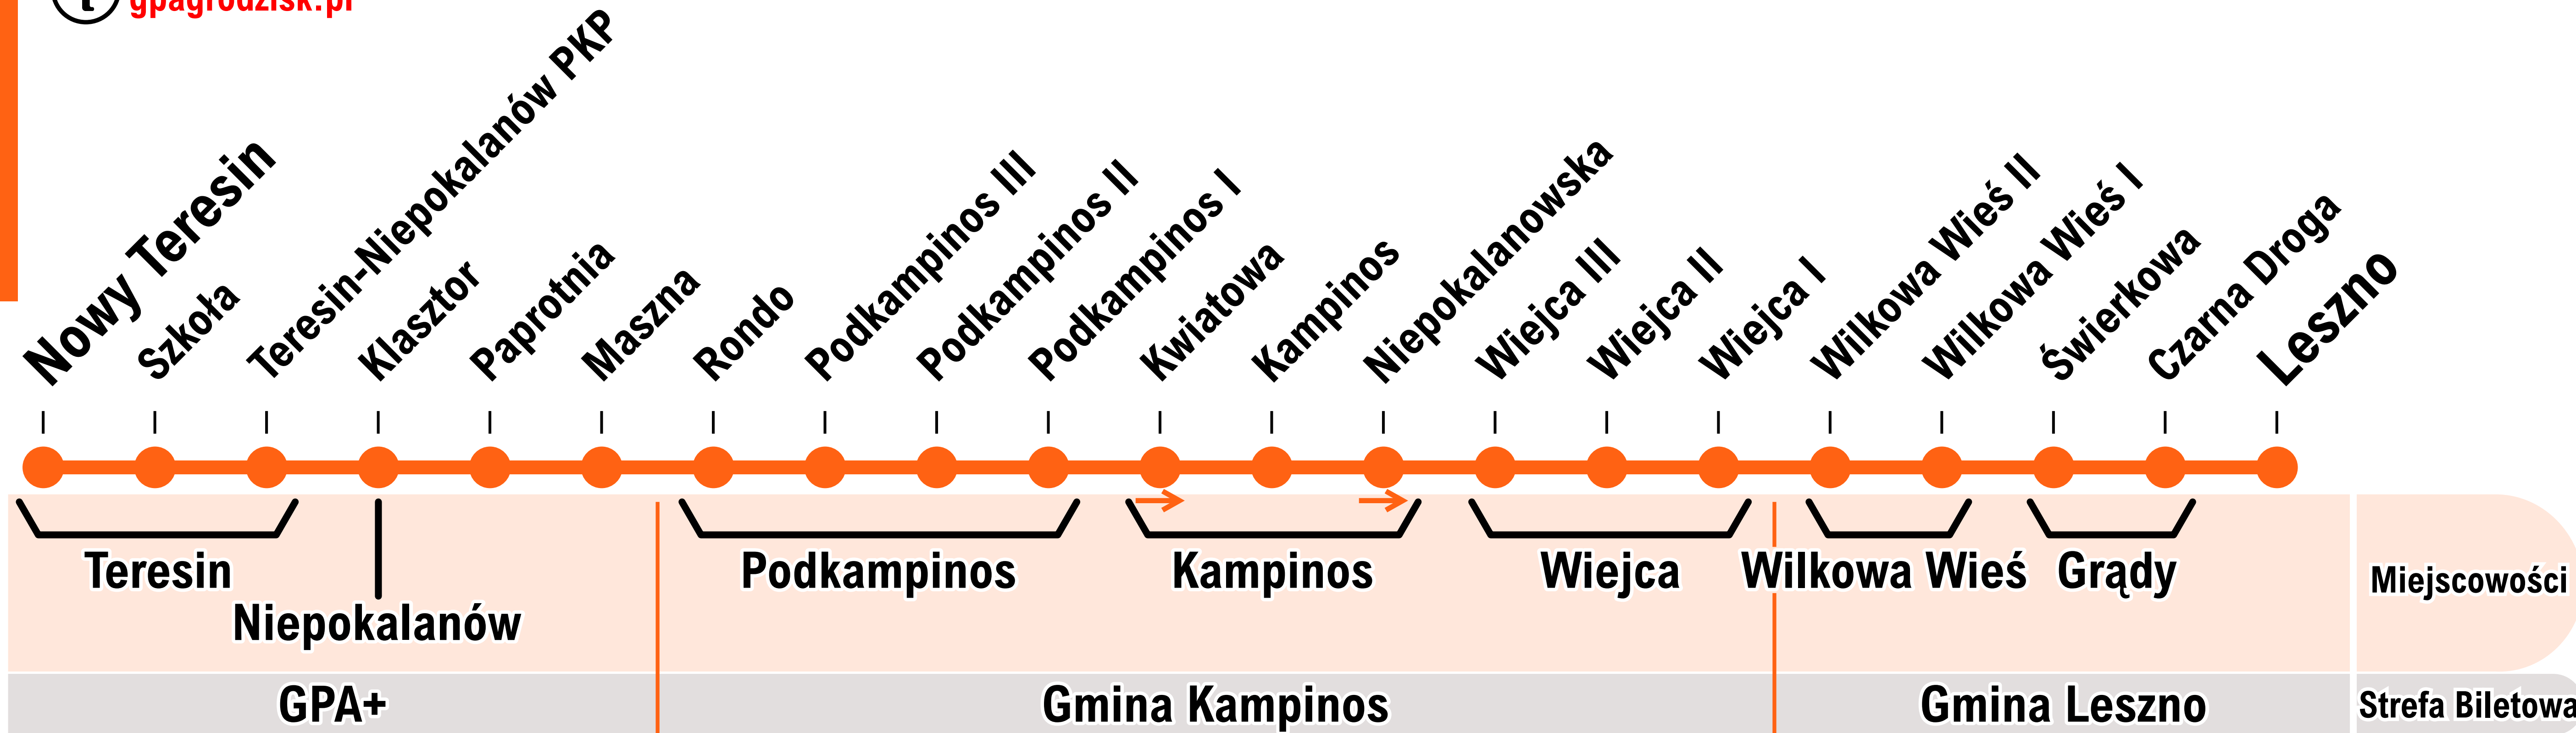 gpagrodzisk.pl
Nowy Teresin
Szkoła
Teresin-Niepokalanów PKP
Klasztor
Paprotnia
Maszna
Rondo
Podkampinos III
Podkampinos II
Podkampinos I
Kwiatowa
Kampinos
Niepokalanowska
Wiejca III
Wiejca II
Wiejca I
Wilkowa Wieś II
Wilkowa Wieś I
Świerkowa
Czarna Droga
Leszno
Teresin
Niepokalanów
Podkampinos
Kampinos
Wiejca
Wilkowa Wieś
Grądy
Miejscowości
GPA+
Gmina Kampinos
Gmina Leszno
Strefa Biletowa